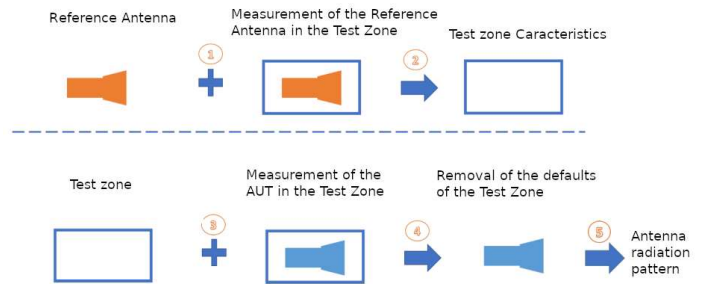 Reference Antenna
Measurement of the Reference
Antenna in the Test Zone
Test zone Caracteristics
1
2
Test zone
Measurement of the
AUT in the Test Zone
Removal of the defaults
of the Test Zone
3
4
5
Antenna
radiation
pattern